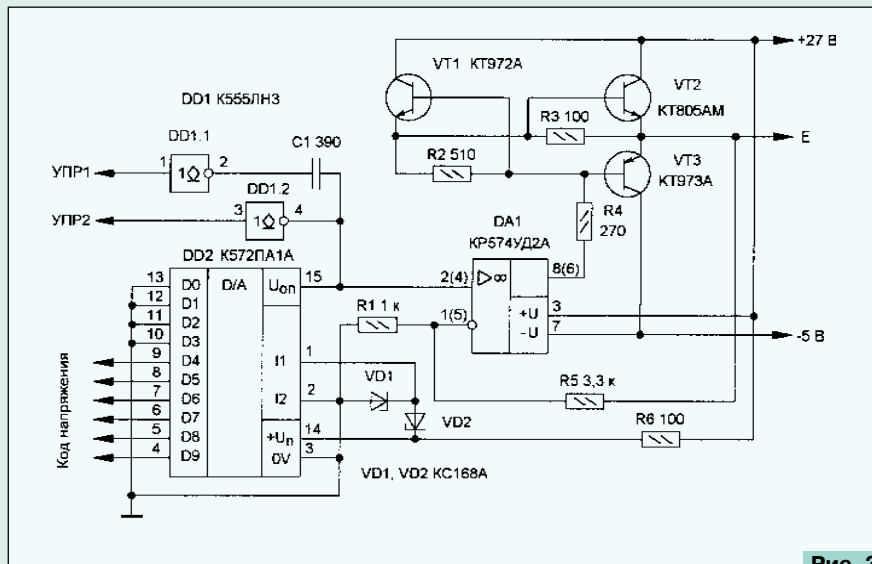 +27 В
VT1 КТ972А
VT2
КТ805АМ
DD1 К555ЛН3
DD1.1
C1 390
R3 100
E
R2 510
VT3
КТ973А
УПР1
1
1
2
DD1.2
УПР2
3
1
4
R4
270
DA1
КР574УД2А
DD2 К572ПА1А
13
12
11
10
9
8
7
6
5
4
D0
D1
D2
D3
D4
D5
D6
D7
D8
D9
D/A
Uоп
I1
I2
+Uп
0V
15
1
2
14
3
2(4)
1(5)
▷∞
8(6)
+U
-U
3
7
-5 В
R1 1 к
VD1
VD2
R5 3,3 к
R6 100
Код напряжения
VD1, VD2 КС168А